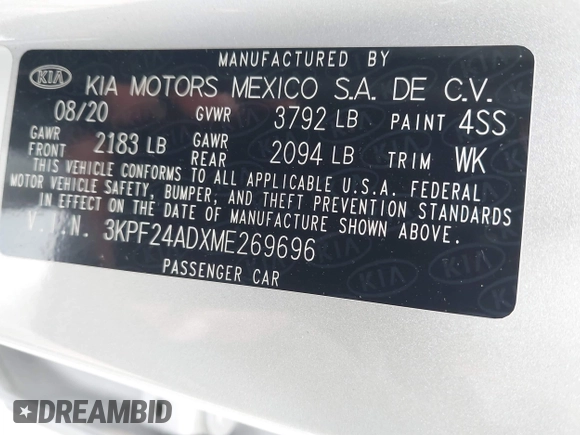 MANUFACTURED BY
KIA KIA MOTORS MEXICO S.A. DE C.V.
08/20 GVWR 3792 LB PAINT 4SS
GAWR FRONT 2183 LB GAWR REAR 2094 LB TRIM WK
THIS VEHICLE CONFORMS TO ALL APPLICABLE U.S.A. FEDERAL
MOTOR VEHICLE SAFETY, BUMPER, AND THEFT PREVENTION STANDARDS
IN EFFECT ON THE DATE OF MANUFACTURE SHOWN ABOVE.
V.I.N. 3KPF24ADXME269696
PASSENGER CAR
DREAMBID